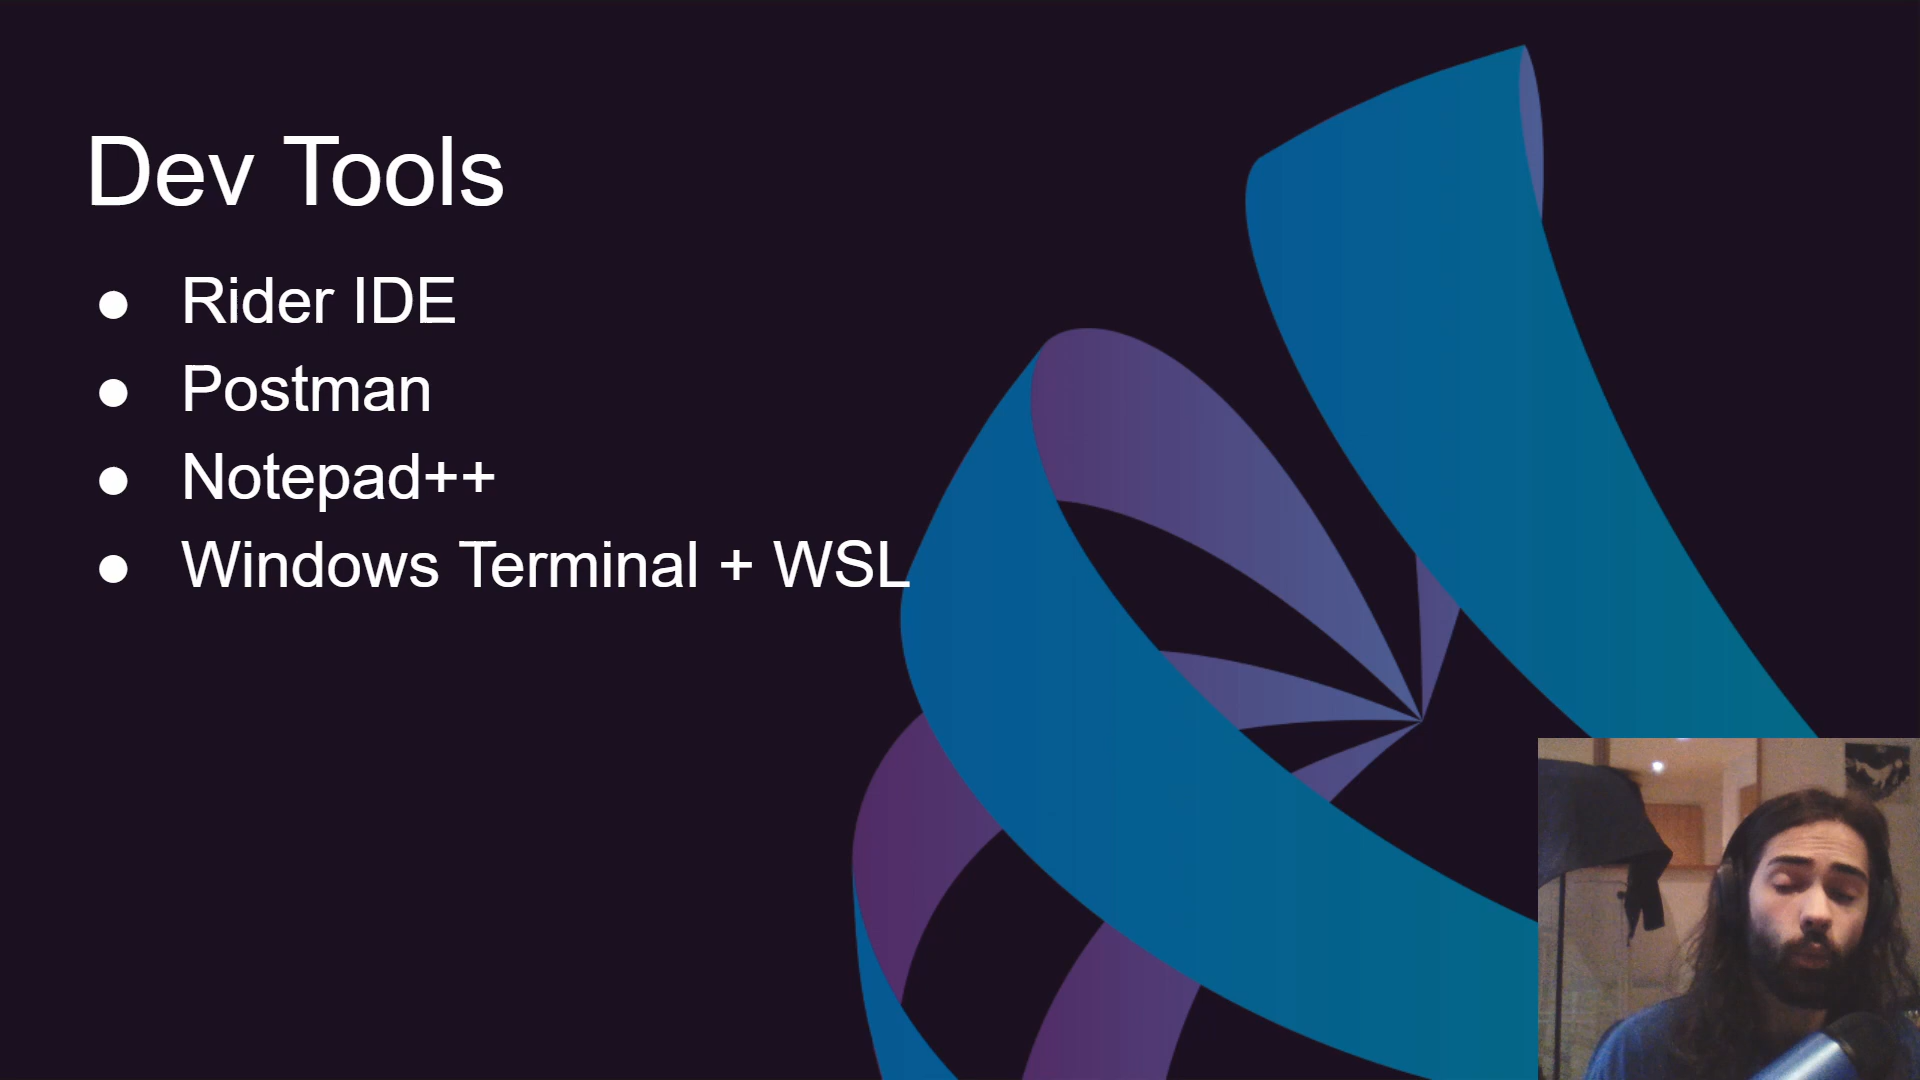 Dev Tools
● Rider IDE
● Postman
● Notepad++
● Windows Terminal + WSL